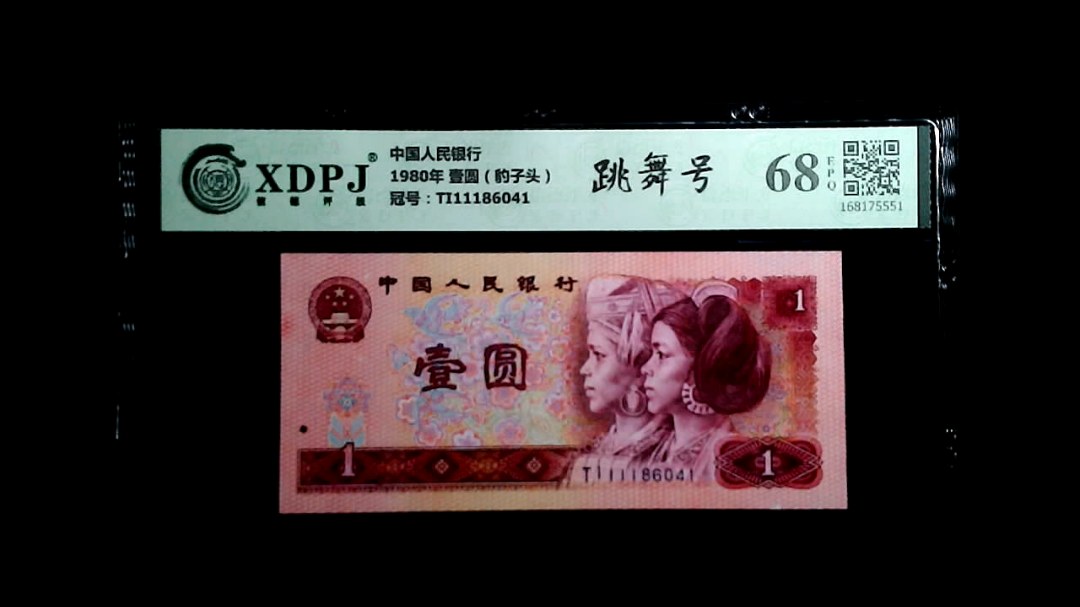 XDPJ®
中国人民银行
1980年 壹圆（豹子头）
冠号：TI11186041
跳舞号
68
EPQ
168175551
中国人民银行
1
壹圆
1
TI11186041
1